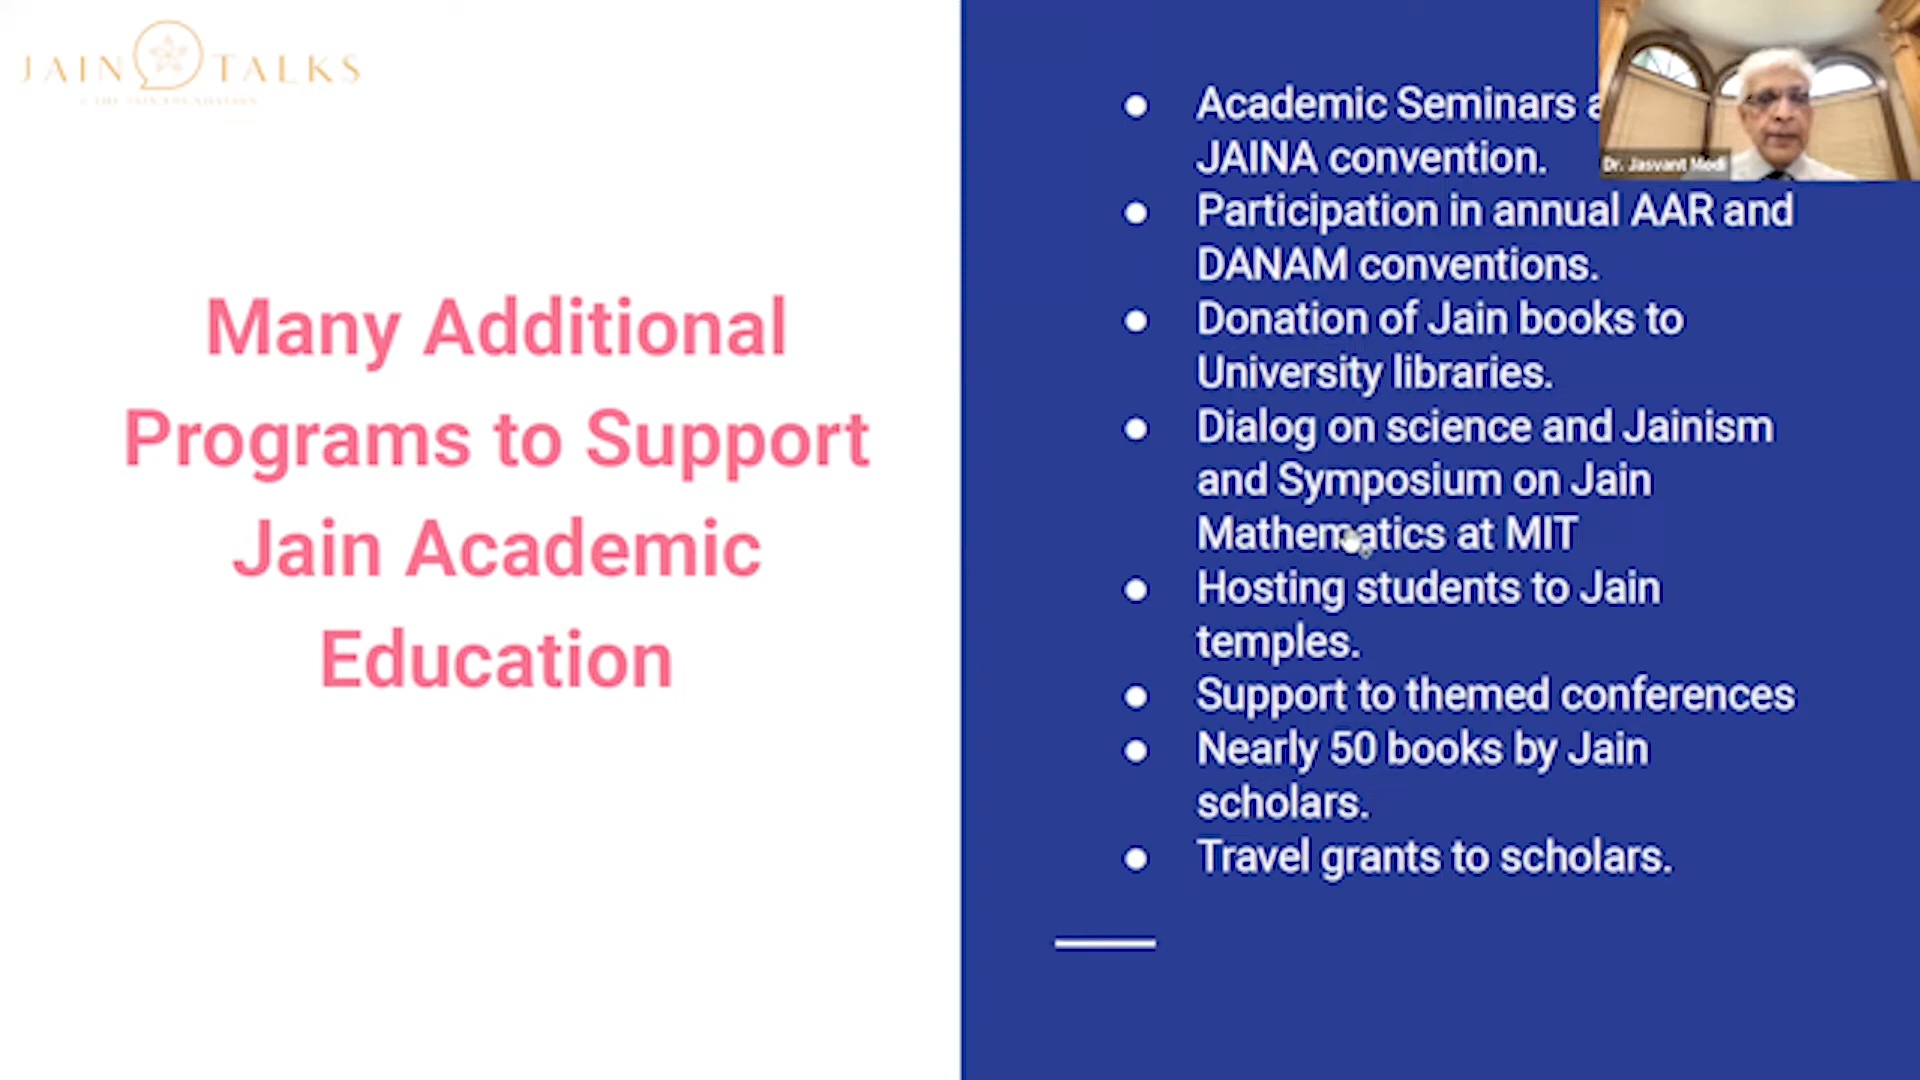 JAIN TALKS
Many Additional
Programs to Support
Jain Academic
Education
Academic Seminars
JAINA convention.
Participation in annual AAR and
DANAM conventions.
Donation of Jain books to
University libraries.
Dialog on science and Jainism
and Symposium on Jain
Mathematics at MIT
Hosting students to Jain
temples.
Support to themed conferences
Nearly 50 books by Jain
scholars.
Travel grants to scholars.
Dr. Jasvant Modi